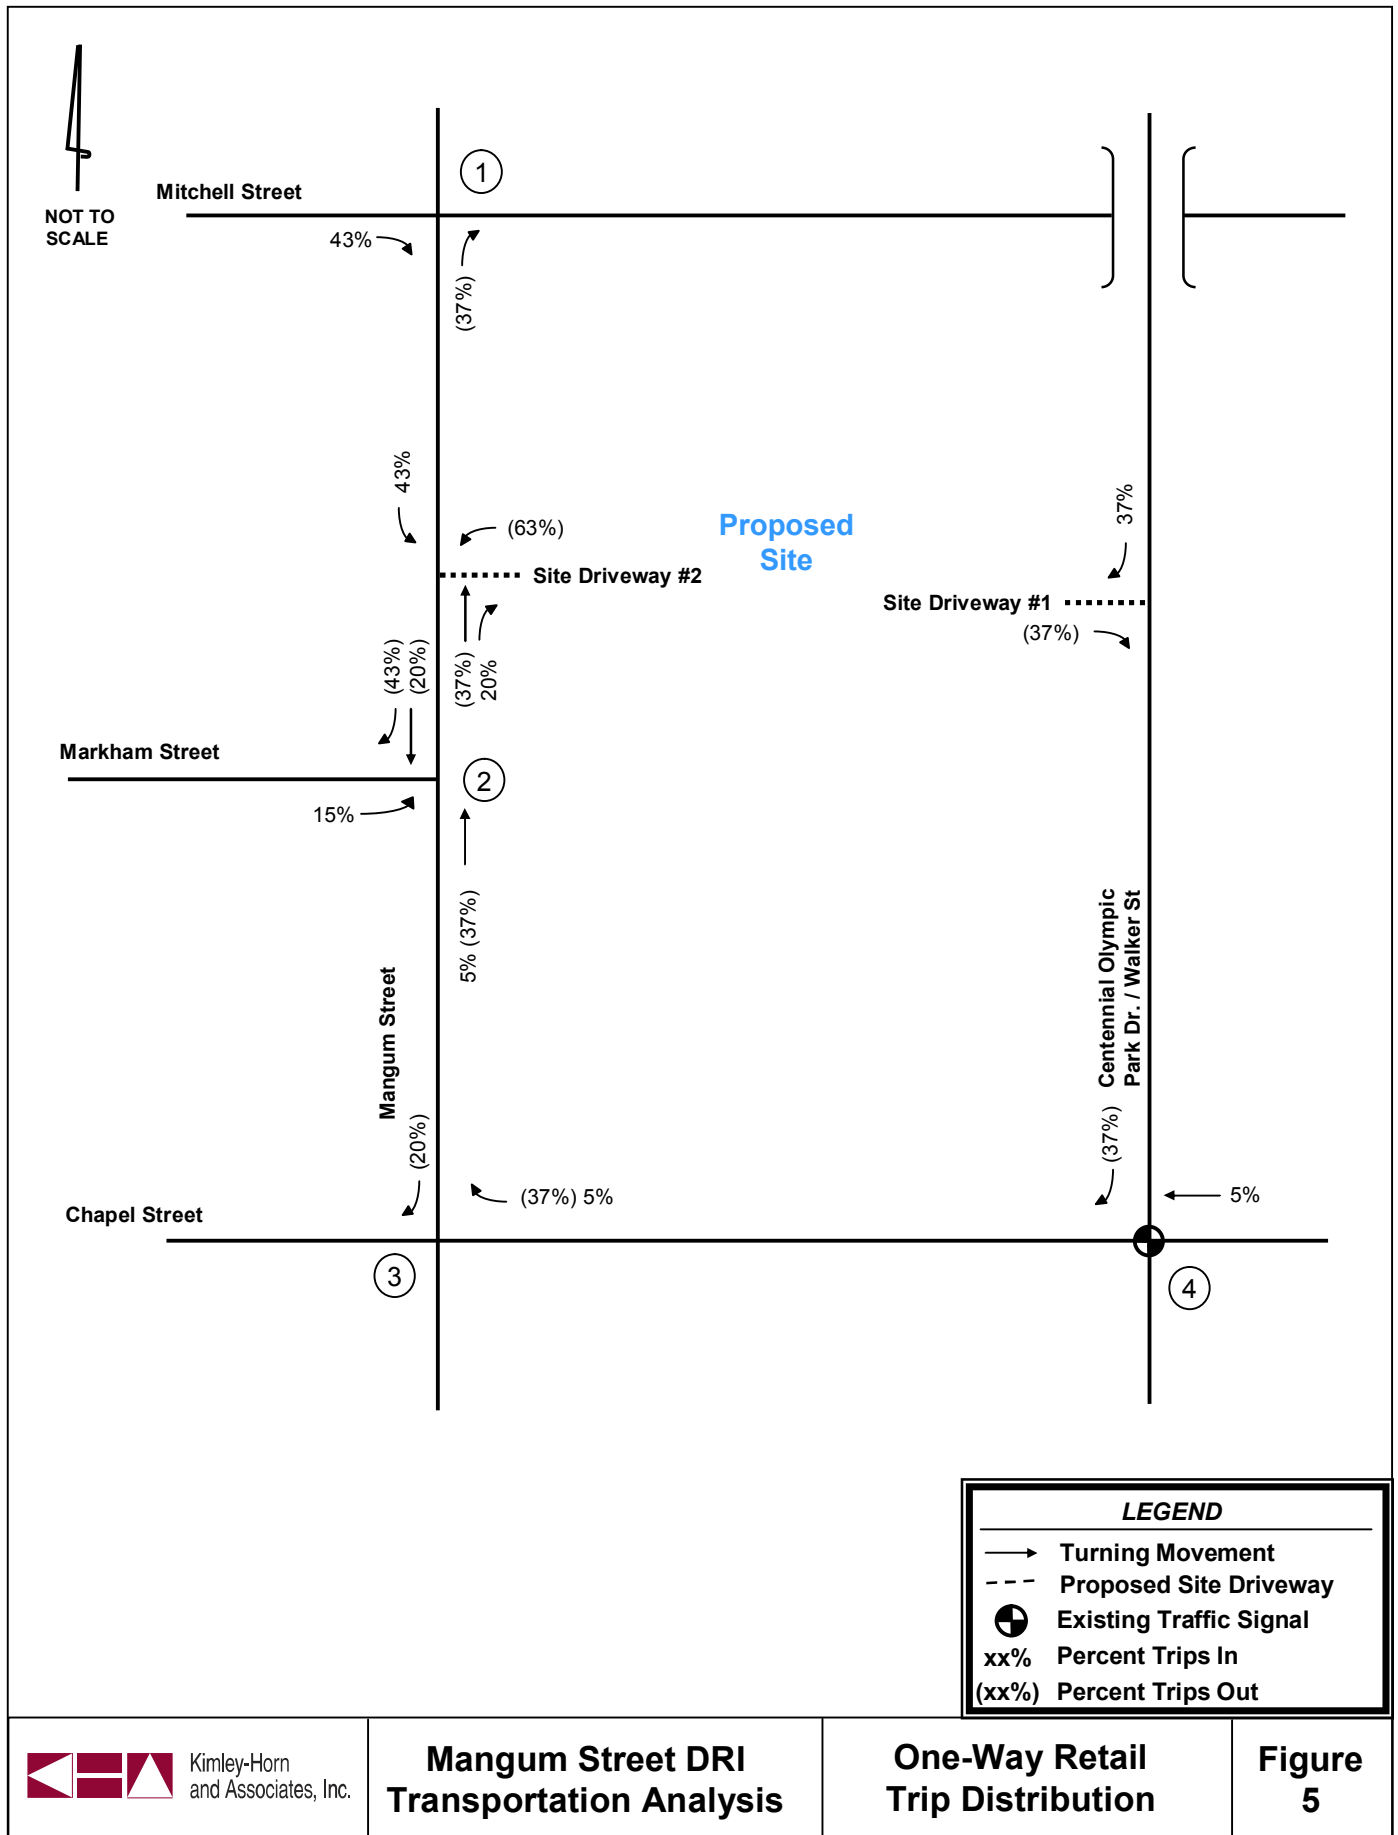 1
Mitchell Street
NOT TO
SCALE
43%
(37%)
43%
(63%)
Proposed
Site
37%
Site Driveway #2
Site Driveway #1
(37%)
(43%)
(20%)
(37%)
20%
Markham Street
2
15%
5% (37%)
Centennial Olympic
Park Dr. / Walker St
Mangum Street
(20%)
(37%)
(37%) 5%
5%
Chapel Street
3
4
LEGEND
Turning Movement
Proposed Site Driveway
Existing Traffic Signal
xx% Percent Trips In
(xx%) Percent Trips Out
Kimley-Horn
and Associates, Inc.
Mangum Street DRI
Transportation Analysis
One-Way Retail
Trip Distribution
Figure
5